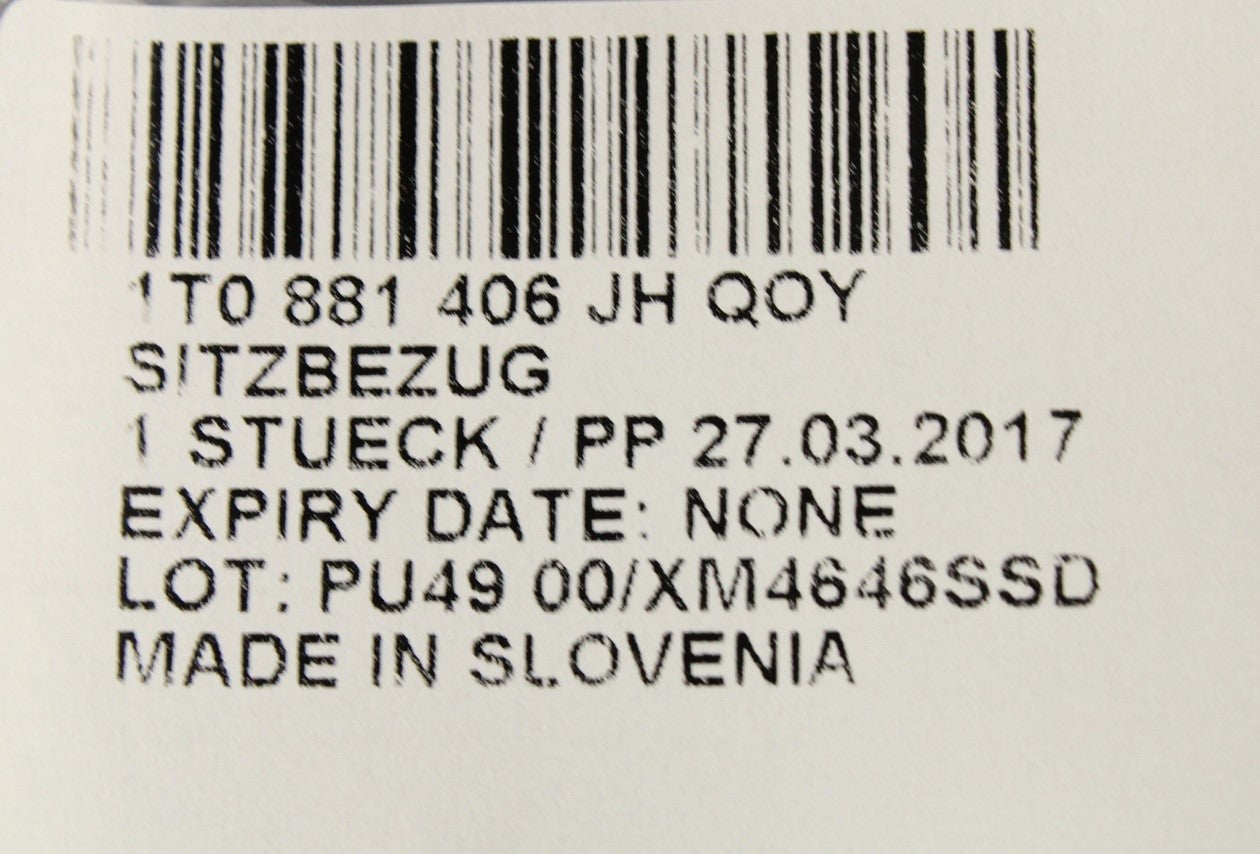 1T0 881 406 JH QOY
SITZBEZUG
1 STUECK / PP 27.03.2017
EXPIRY DATE: NONE
LOT: PU49 00/XM4646SSD
MADE IN SLOVENIA